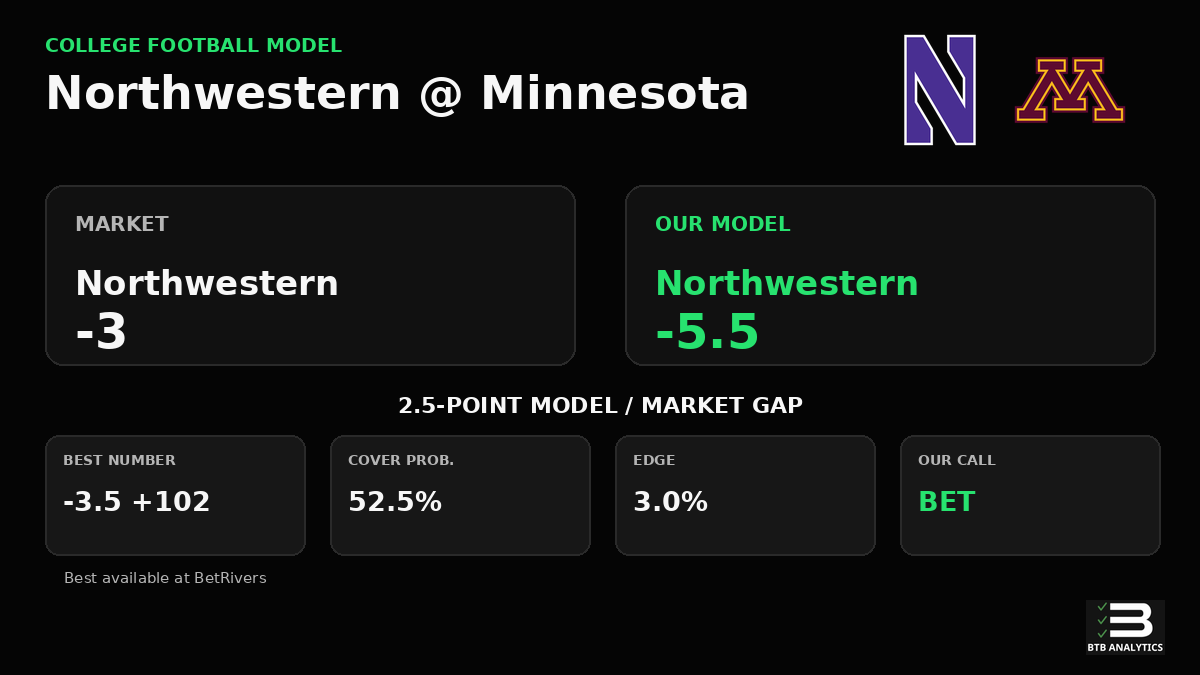 COLLEGE FOOTBALL MODEL
Northwestern @ Minnesota
N
M
MARKET
Northwestern
-3
OUR MODEL
Northwestern
-5.5
2.5-POINT MODEL / MARKET GAP
BEST NUMBER
-3.5 +102
COVER PROB.
52.5%
EDGE
3.0%
OUR CALL
BET
Best available at BetRivers
B
BTB ANALYTICS